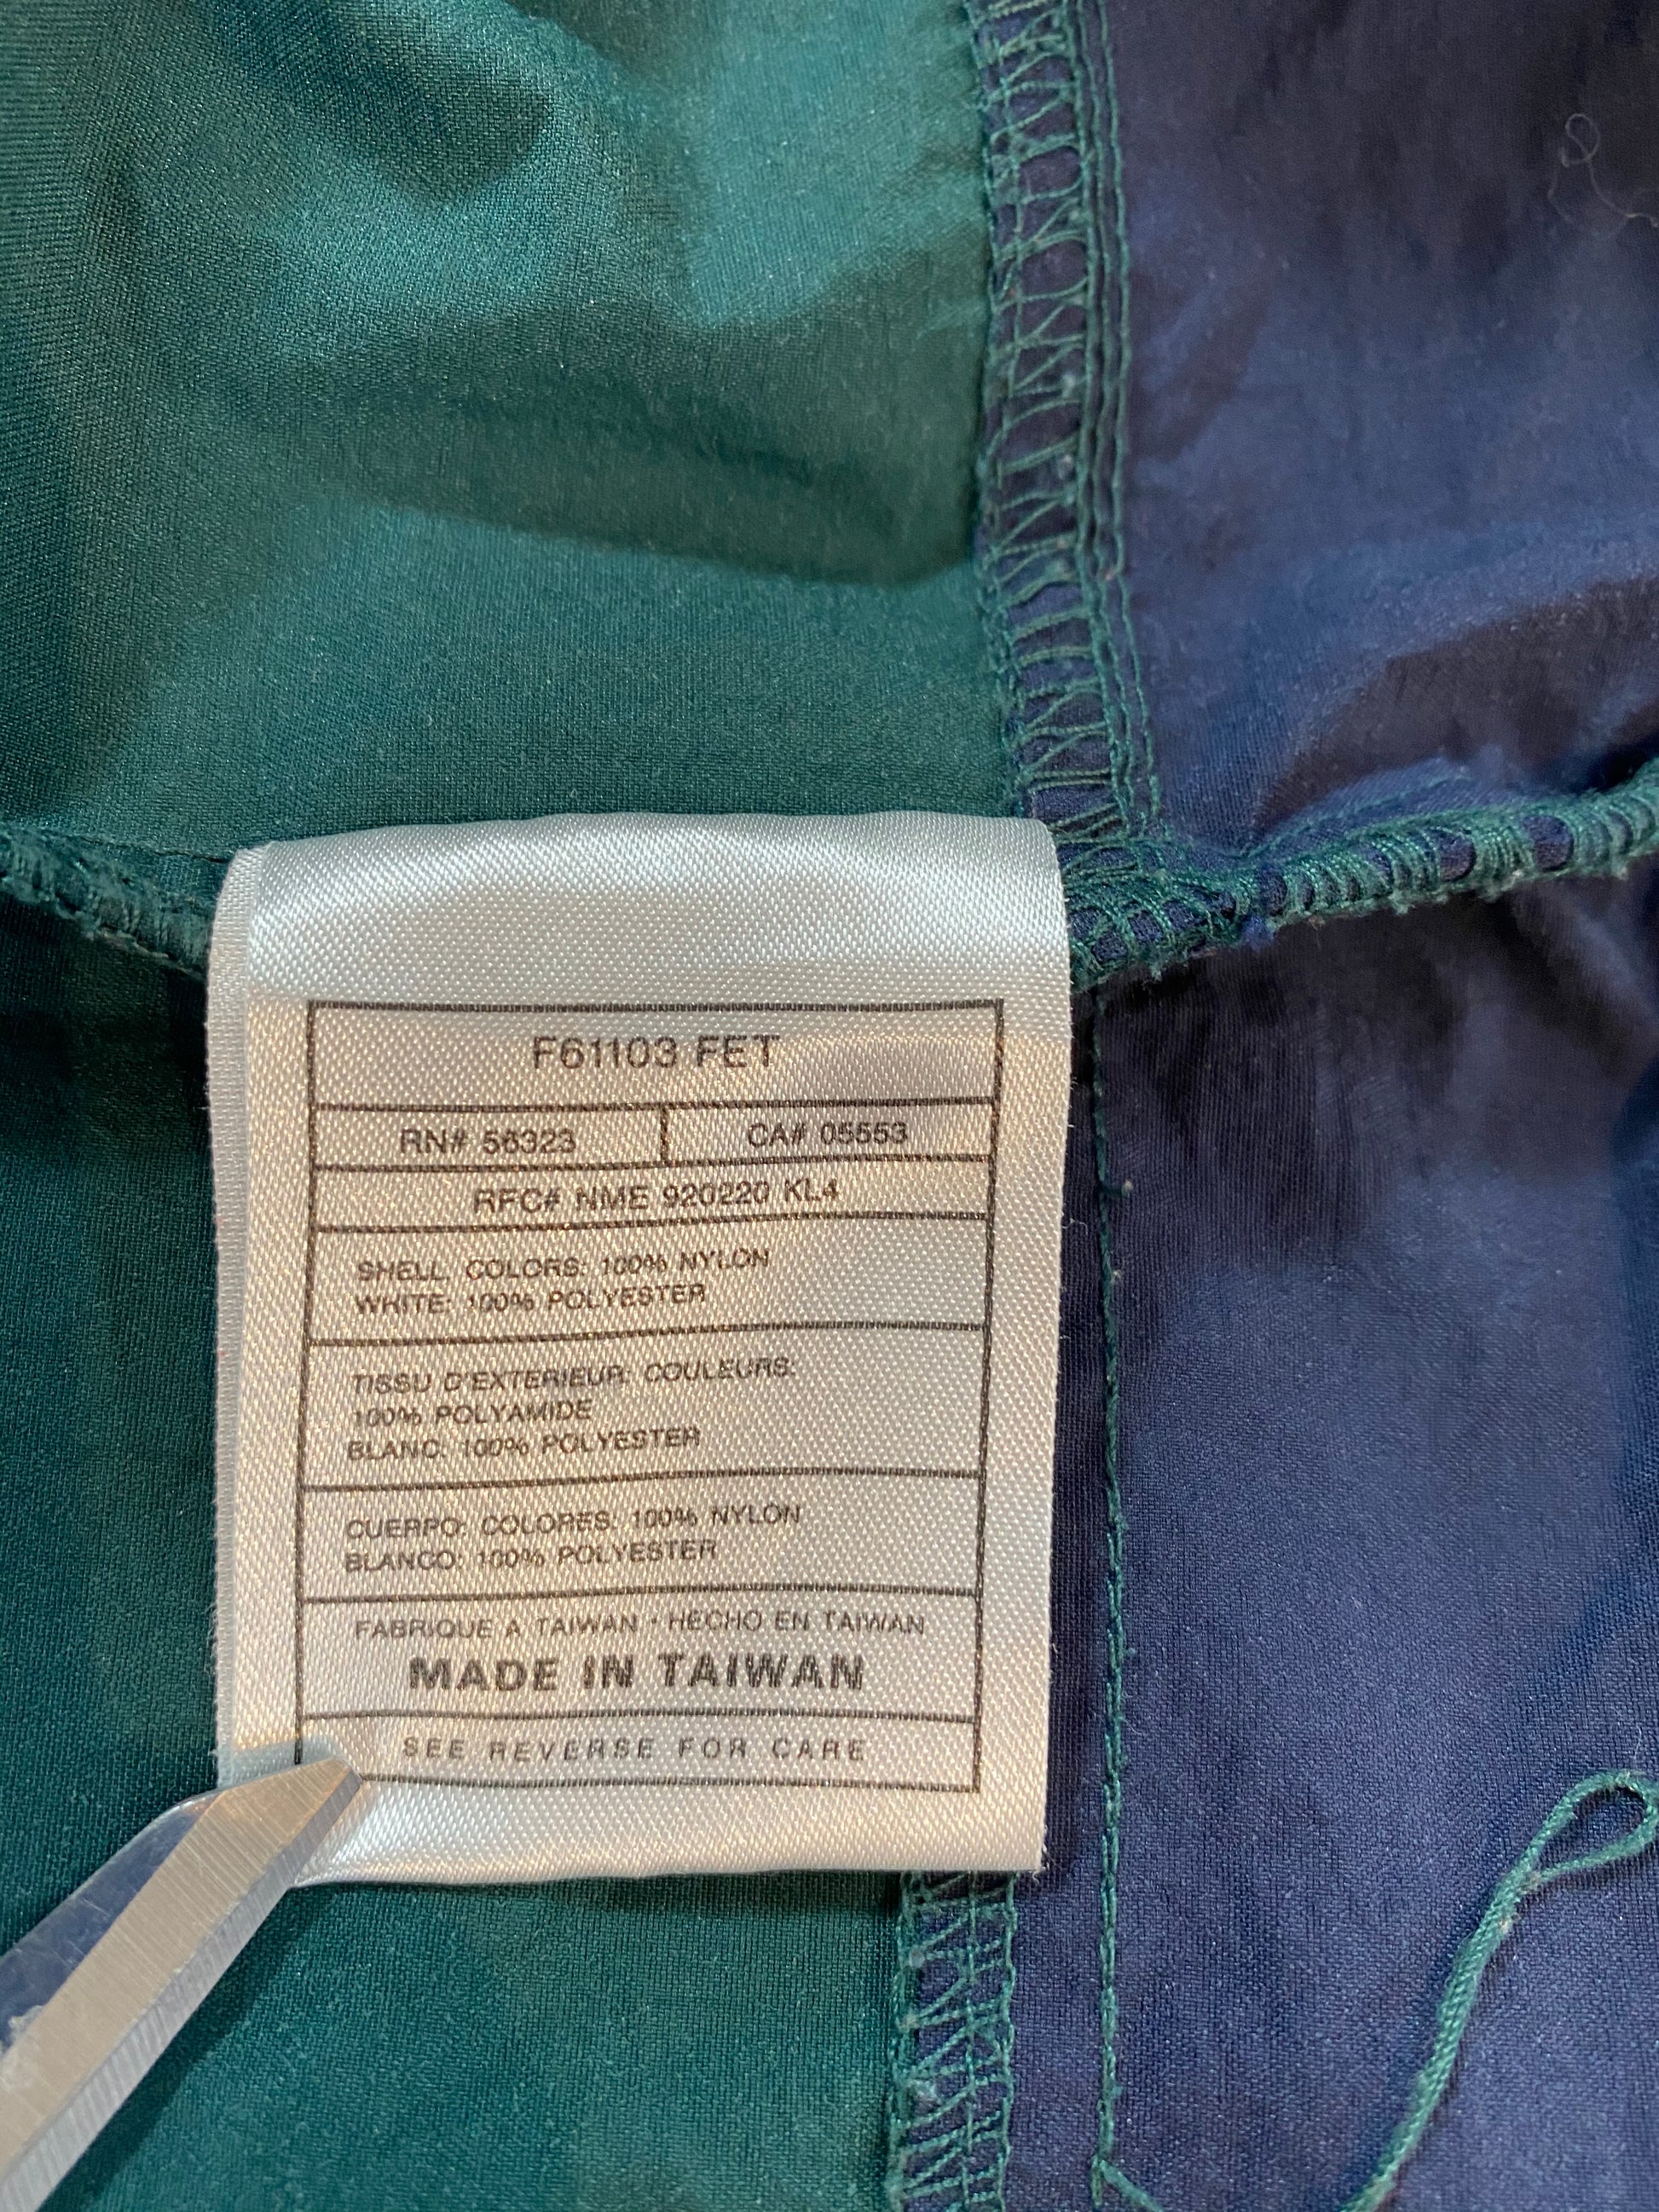 F61103 FET
RN# 56323 CA# 05553
RFC# NME 920220 KL4
SHELL COLORS: 100% NYLON
WHITE: 100% POLYESTER
TISSU D'EXTERIEUR: COULEURS:
100% POLYAMIDE
BLANC: 100% POLYESTER
CUERPO: COLORES: 100% NYLON
BLANCO: 100% POLYESTER
FABRIQUE A TAIWAN · HECHO EN TAIWAN
MADE IN TAIWAN
SEE REVERSE FOR CARE